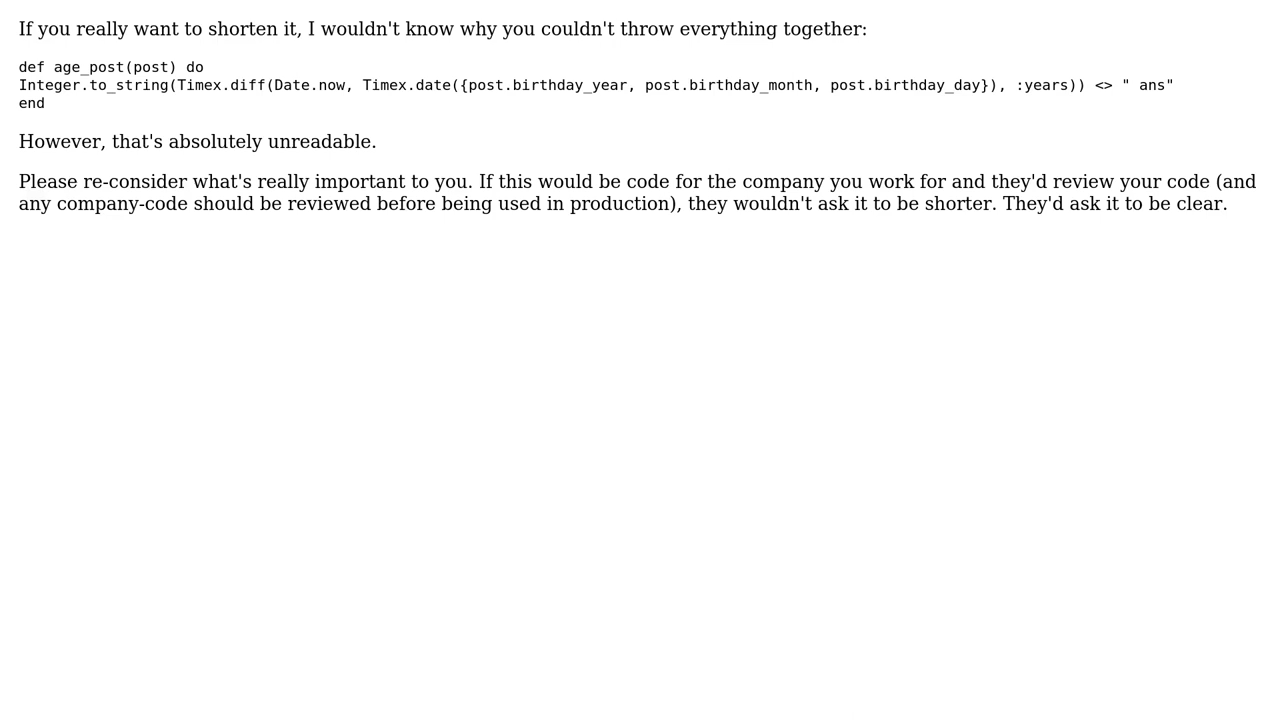 If you really want to shorten it, I wouldn't know why you couldn't throw everything together:
def age_post(post) do
Integer.to_string(Timex.diff(Date.now, Timex.date({post.birthday_year, post.birthday_month, post.birthday_day}), :years)) <> " ans"
end
However, that's absolutely unreadable.
Please re-consider what's really important to you. If this would be code for the company you work for and they'd review your code (and
any company-code should be reviewed before being used in production), they wouldn't ask it to be shorter. They'd ask it to be clear.